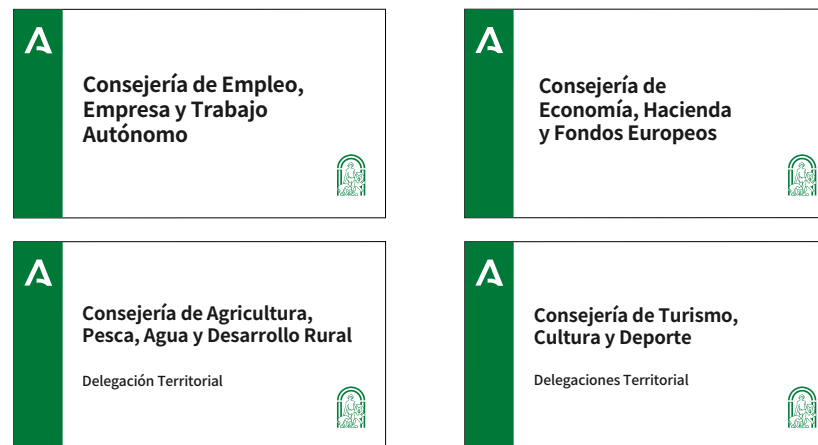 Consejería de Empleo,
Empresa y Trabajo
Autónomo
Consejería de
Economía, Hacienda
y Fondos Europeos
Consejería de Agricultura,
Pesca, Agua y Desarrollo Rural
Delegación Territorial
Consejería de Turismo,
Cultura y Deporte
Delegaciones Territorial